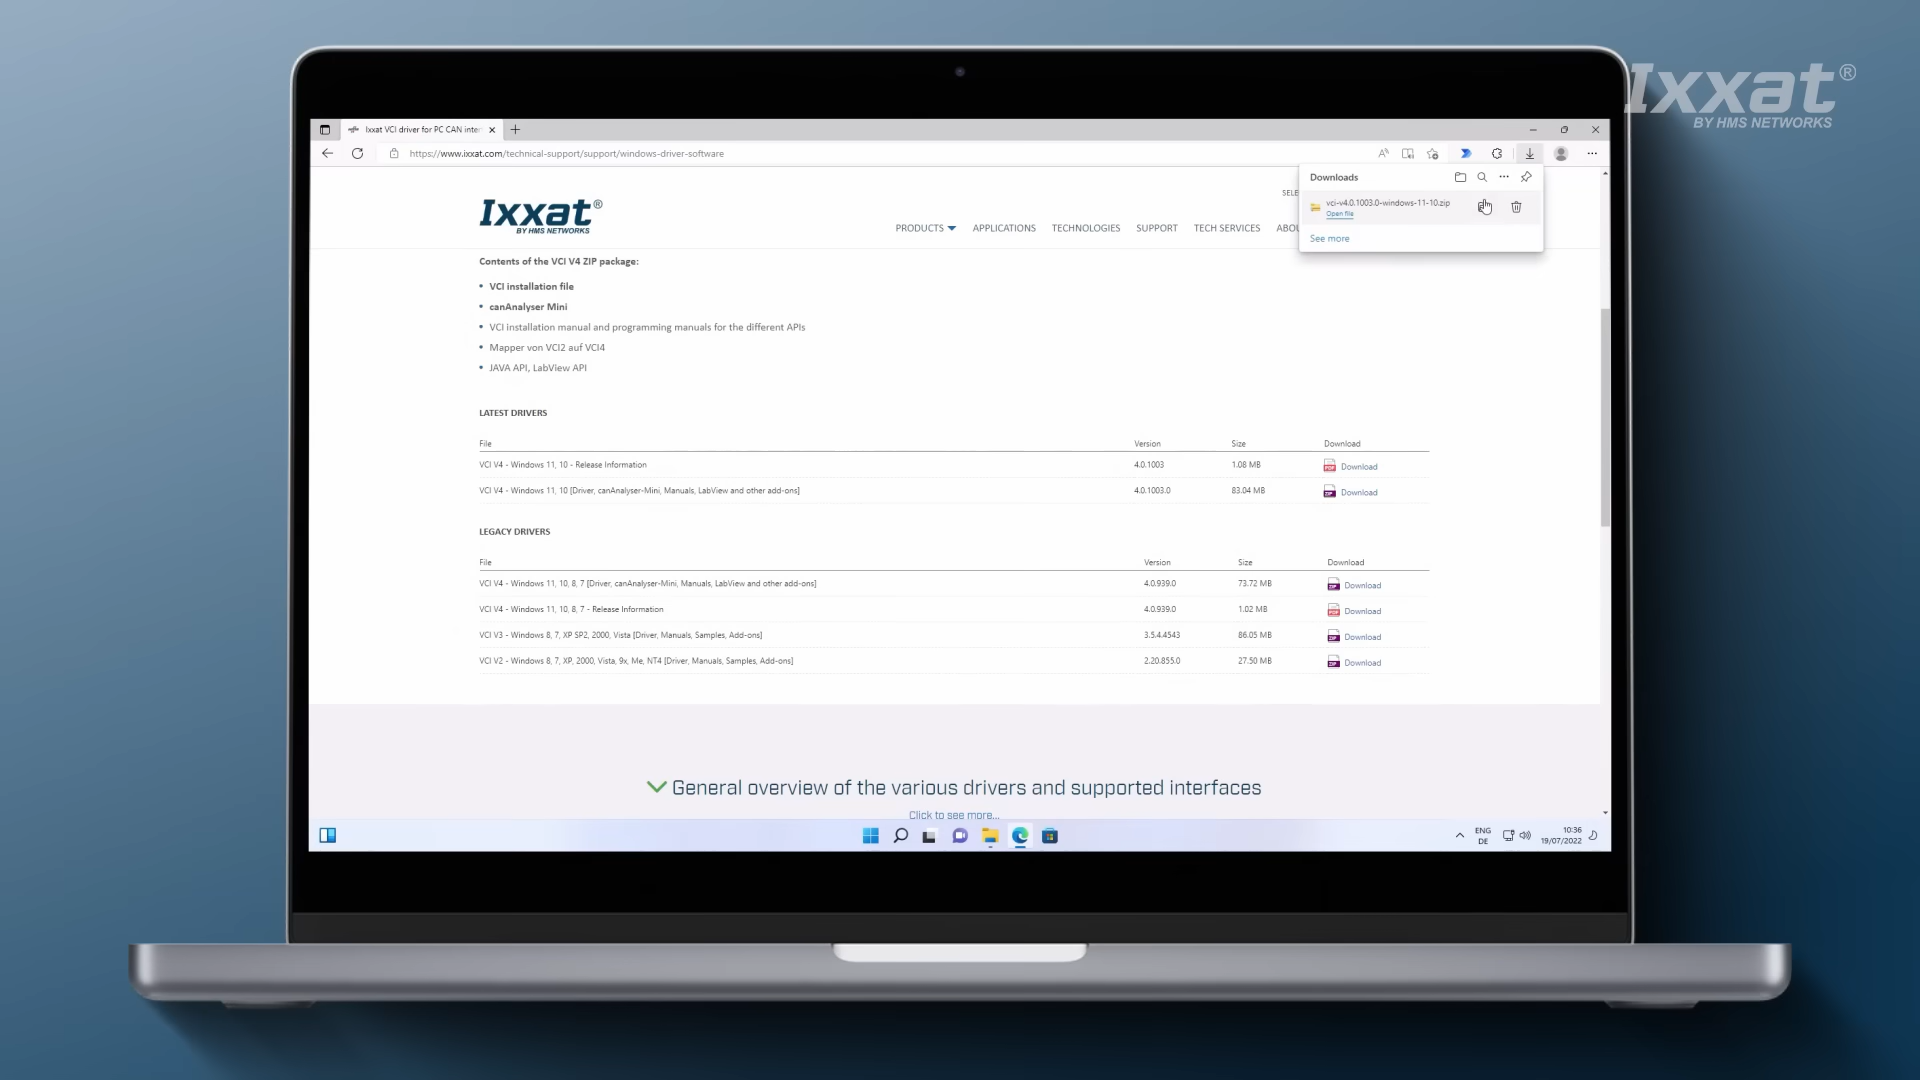 Ixxat®
BY HMS NETWORKS
Ixxat VCI driver for PC CAN inter
https://www.ixxat.com/technical-support/support/windows-driver-software
Downloads
vci-v4.0.1003.0-windows-11-10.zip
Open file
See more
Ixxat®
BY HMS NETWORKS
SELE
PRODUCTS
APPLICATIONS
TECHNOLOGIES
SUPPORT
TECH SERVICES
ABOU
Contents of the VCI V4 ZIP package:
• VCI installation file
• canAnalyser Mini
• VCI installation manual and programming manuals for the different APIs
• Mapper von VCI2 auf VCI4
• JAVA API, LabView API
LATEST DRIVERS
File Version Size Download
VCI V4 - Windows 11, 10 - Release Information 4.0.1003 1.08 MB PDF Download
VCI V4 - Windows 11, 10 [Driver, canAnalyser-Mini, Manuals, LabView and other add-ons] 4.0.1003.0 83.04 MB ZIP Download
LEGACY DRIVERS
File Version Size Download
VCI V4 - Windows 11, 10, 8, 7 [Driver, canAnalyser-Mini, Manuals, LabView and other add-ons] 4.0.939.0 73.72 MB ZIP Download
VCI V4 - Windows 11, 10, 8, 7 - Release Information 4.0.939.0 1.02 MB PDF Download
VCI V3 - Windows 8, 7, XP SP2, 2000, Vista [Driver, Manuals, Samples, Add-ons] 3.5.4.4543 86.05 MB ZIP Download
VCI V2 - Windows 8, 7, XP, 2000, Vista, 9x, Me, NT4 [Driver, Manuals, Samples, Add-ons] 2.20.855.0 27.50 MB ZIP Download
General overview of the various drivers and supported interfaces
Click to see more...
ENG
DE
10:36
19/07/2022